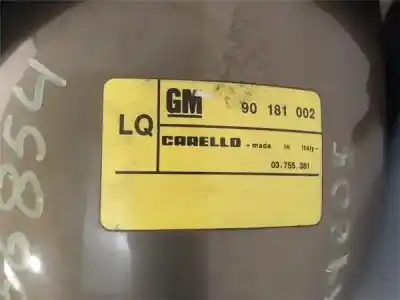 GM 90 181 002
LQ
CARELLO - made in Italy -
03.755.381